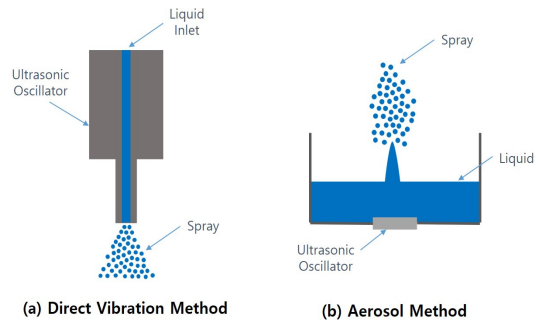 Liquid
Inlet
Ultrasonic
Oscillator
Spray
(a) Direct Vibration Method
Spray
Liquid
Ultrasonic
Oscillator
(b) Aerosol Method